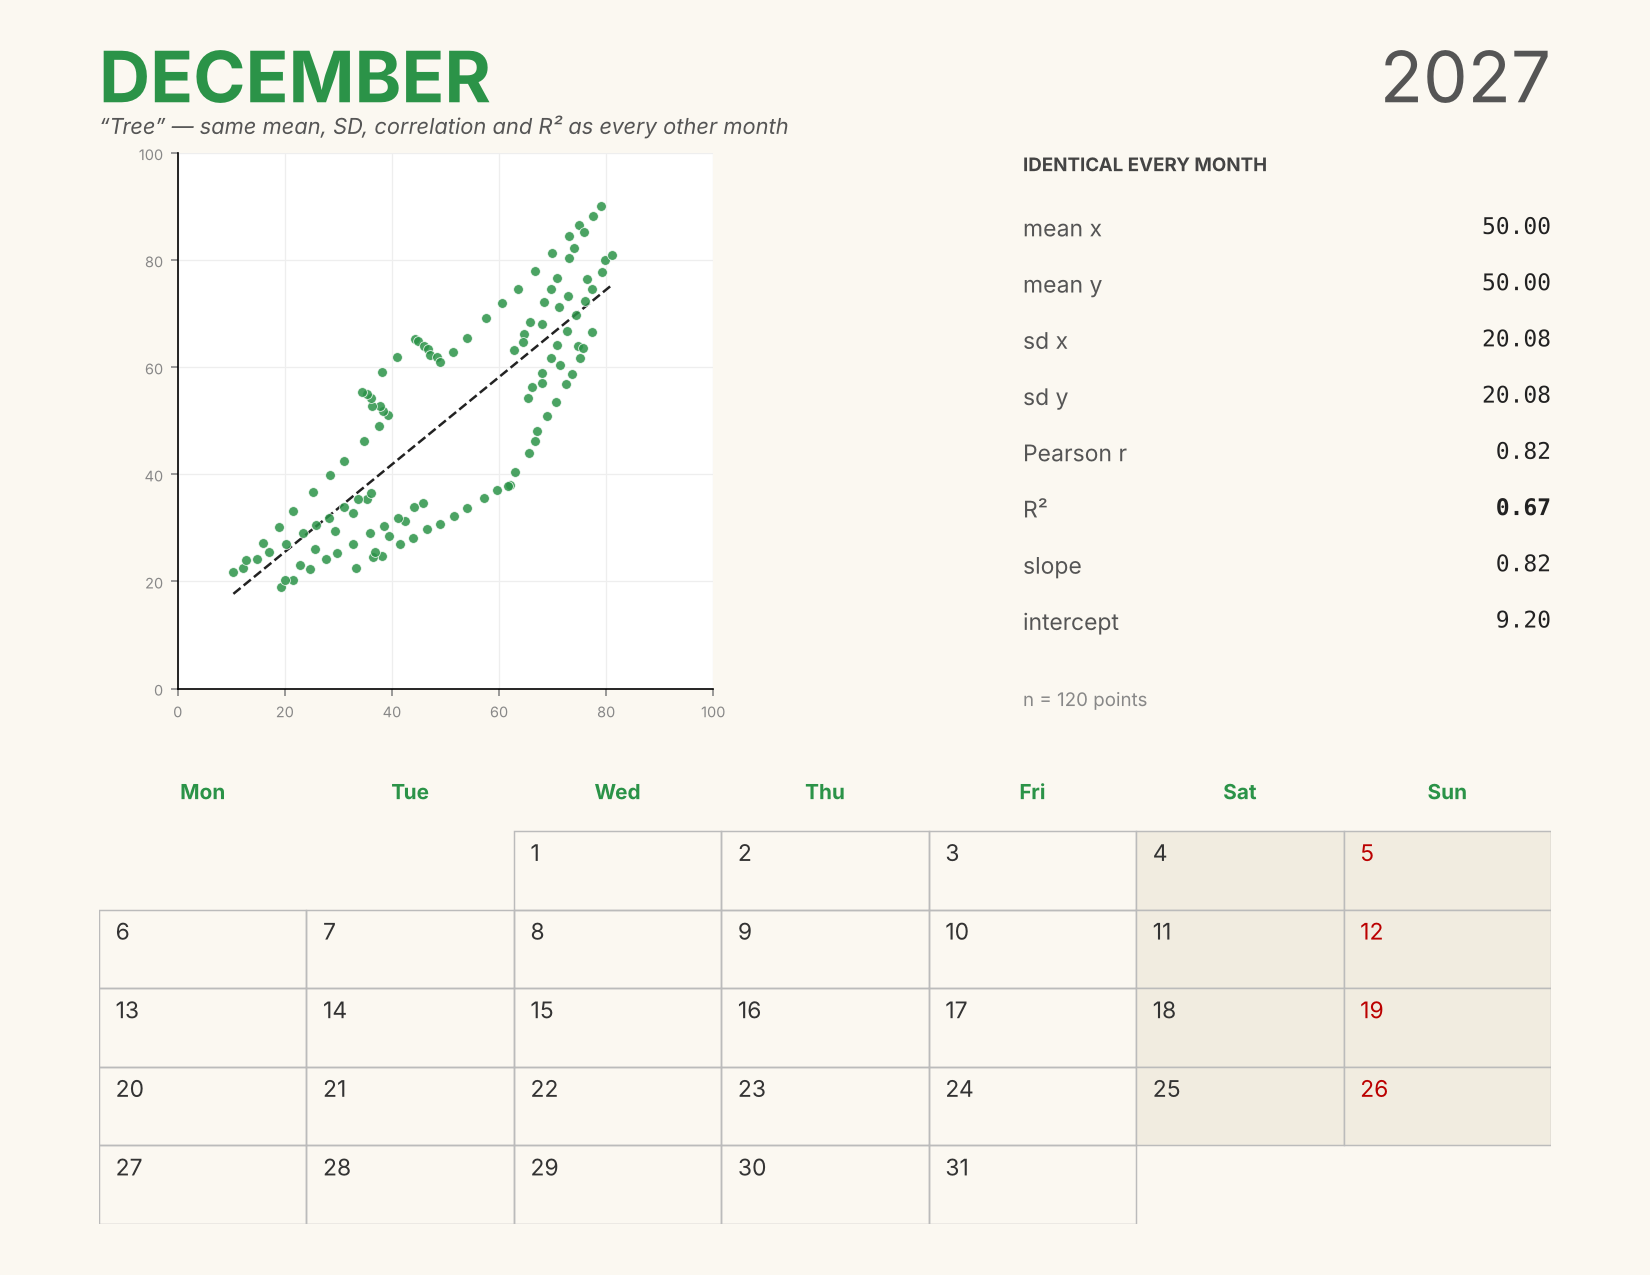 DECEMBER 2027
“Tree” — same mean, SD, correlation and R² as every other month
100
80
60
40
20
0
0 20 40 60 80 100
IDENTICAL EVERY MONTH
mean x 50.00
mean y 50.00
sd x 20.08
sd y 20.08
Pearson r 0.82
R² 0.67
slope 0.82
intercept 9.20
n = 120 points
Mon Tue Wed Thu Fri Sat Sun
1 2 3 4 5
6 7 8 9 10 11 12
13 14 15 16 17 18 19
20 21 22 23 24 25 26
27 28 29 30 31